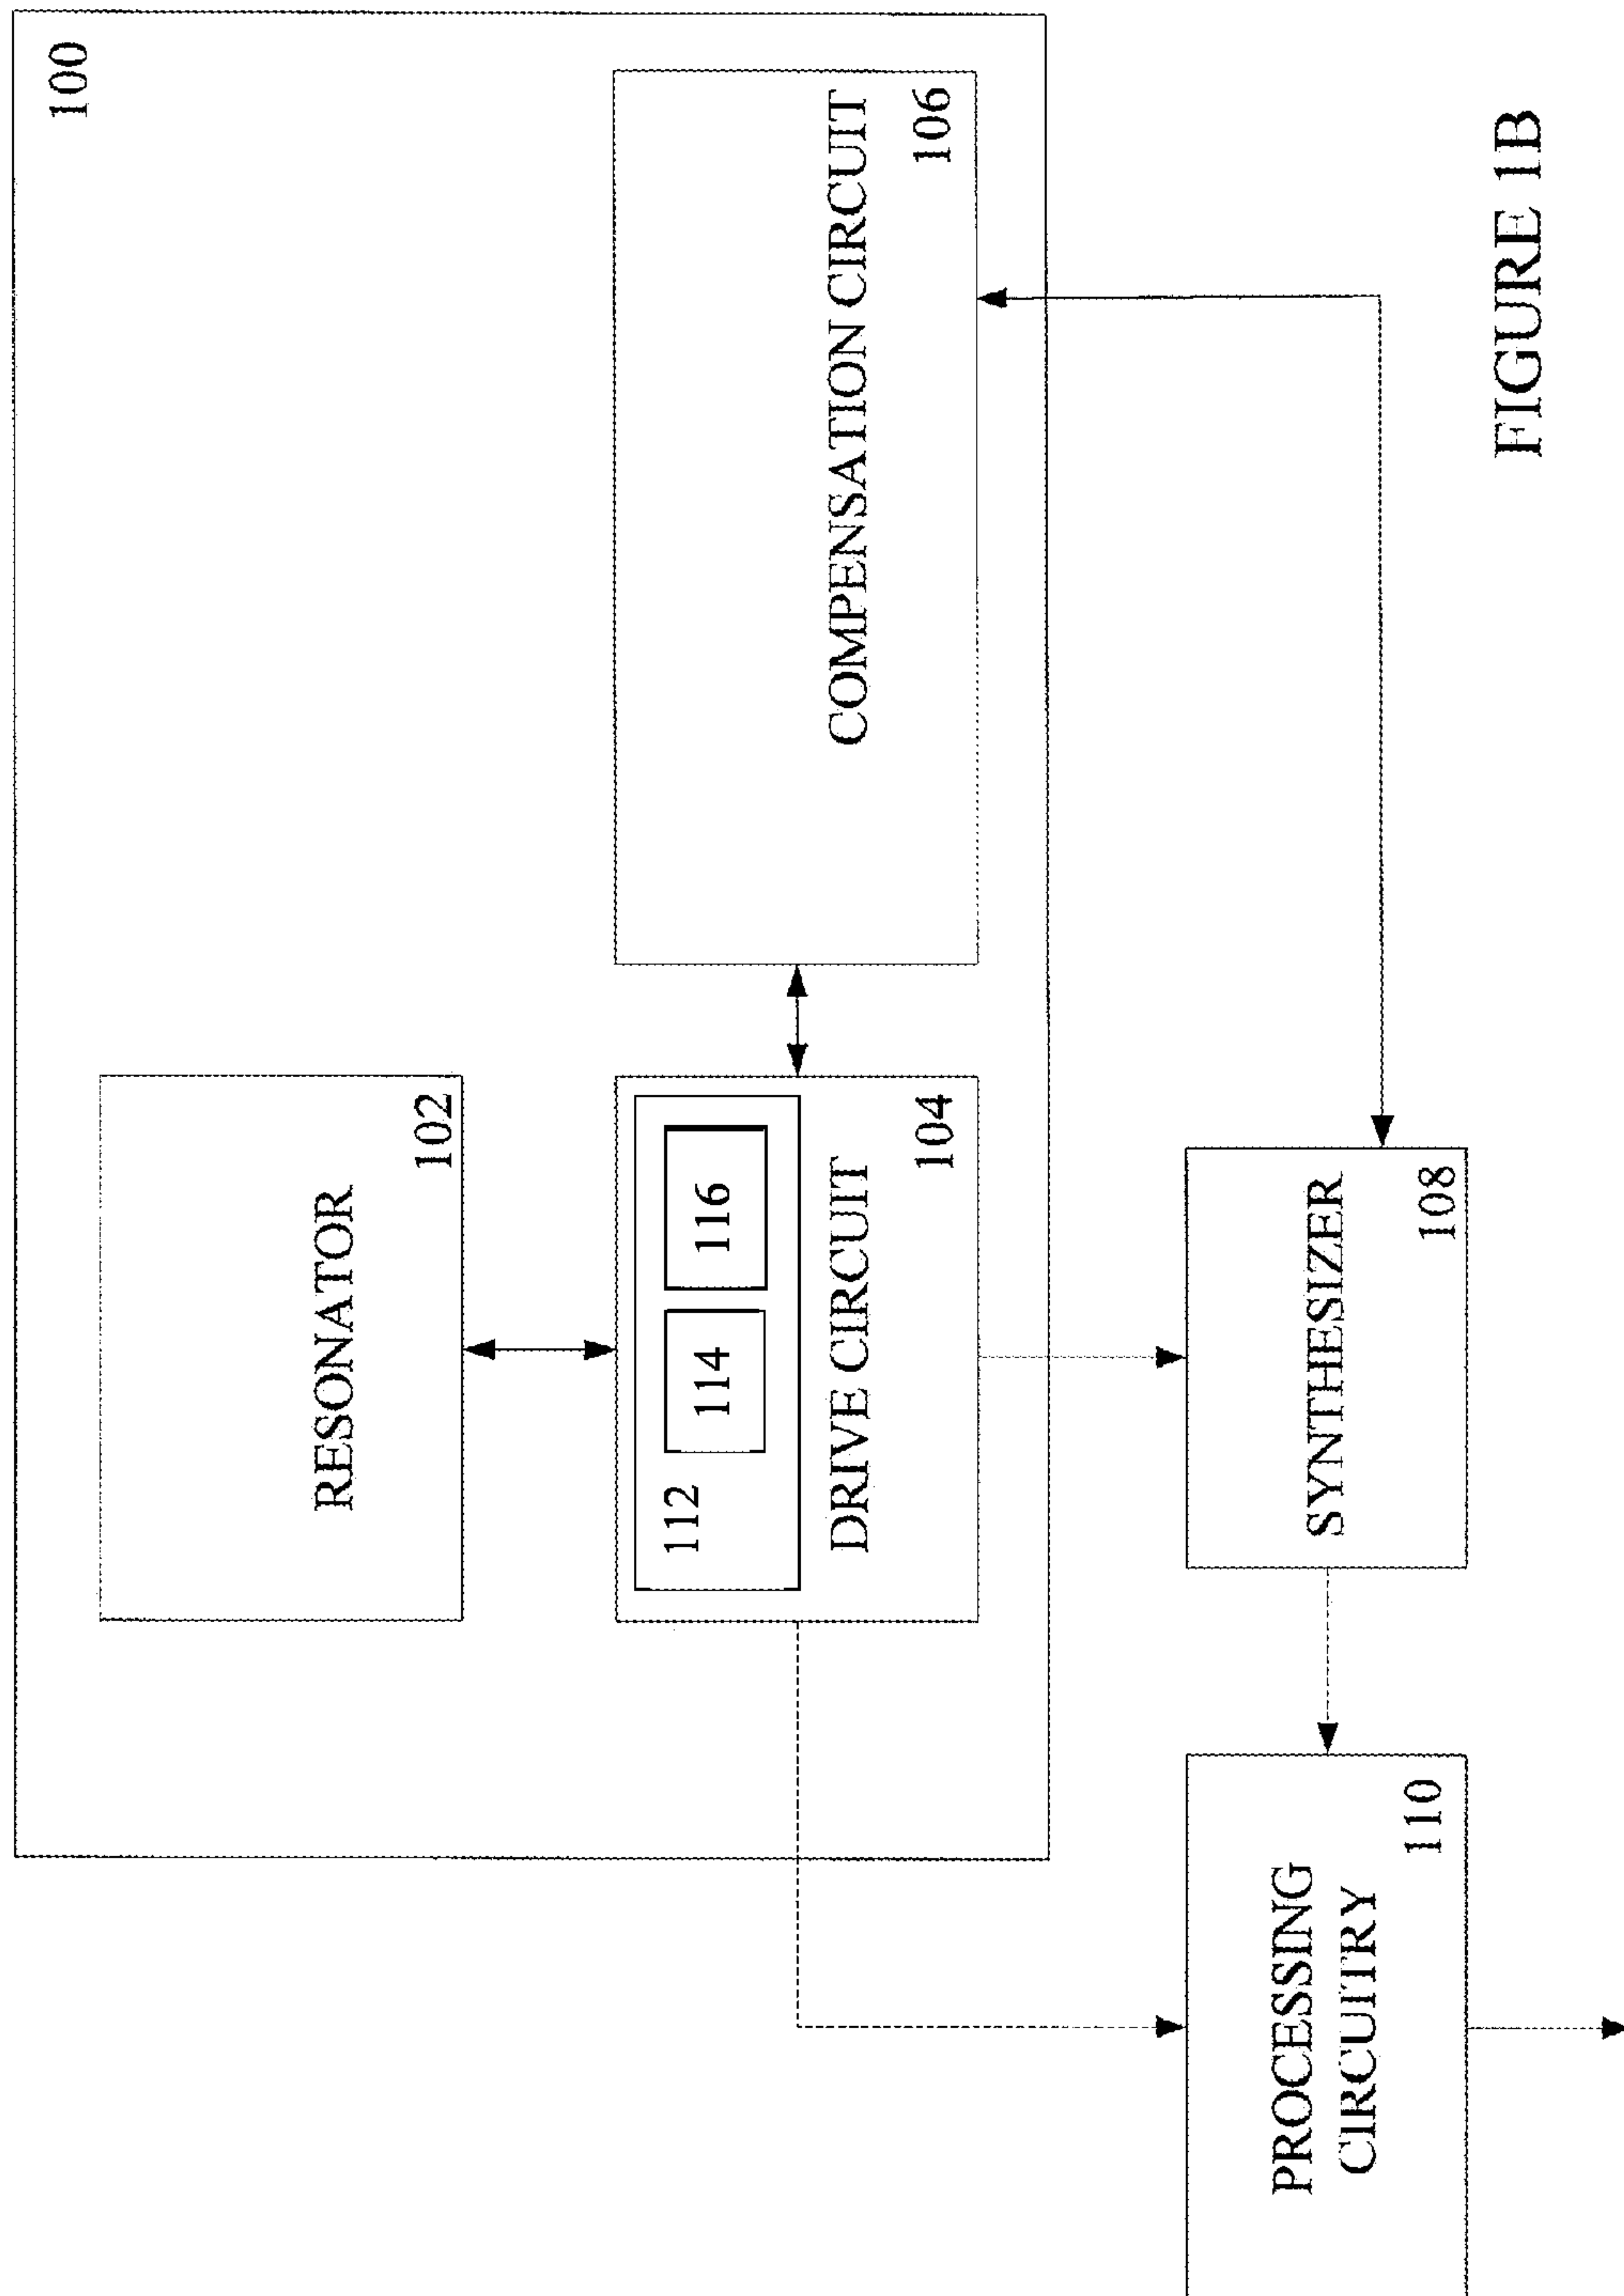 100
RESONATOR
102
112
114
116
DRIVE CIRCUIT
104
COMPENSATION CIRCUIT
106
PROCESSING
CIRCUITRY
110
SYNTHESIZER
108
FIGURE 1B